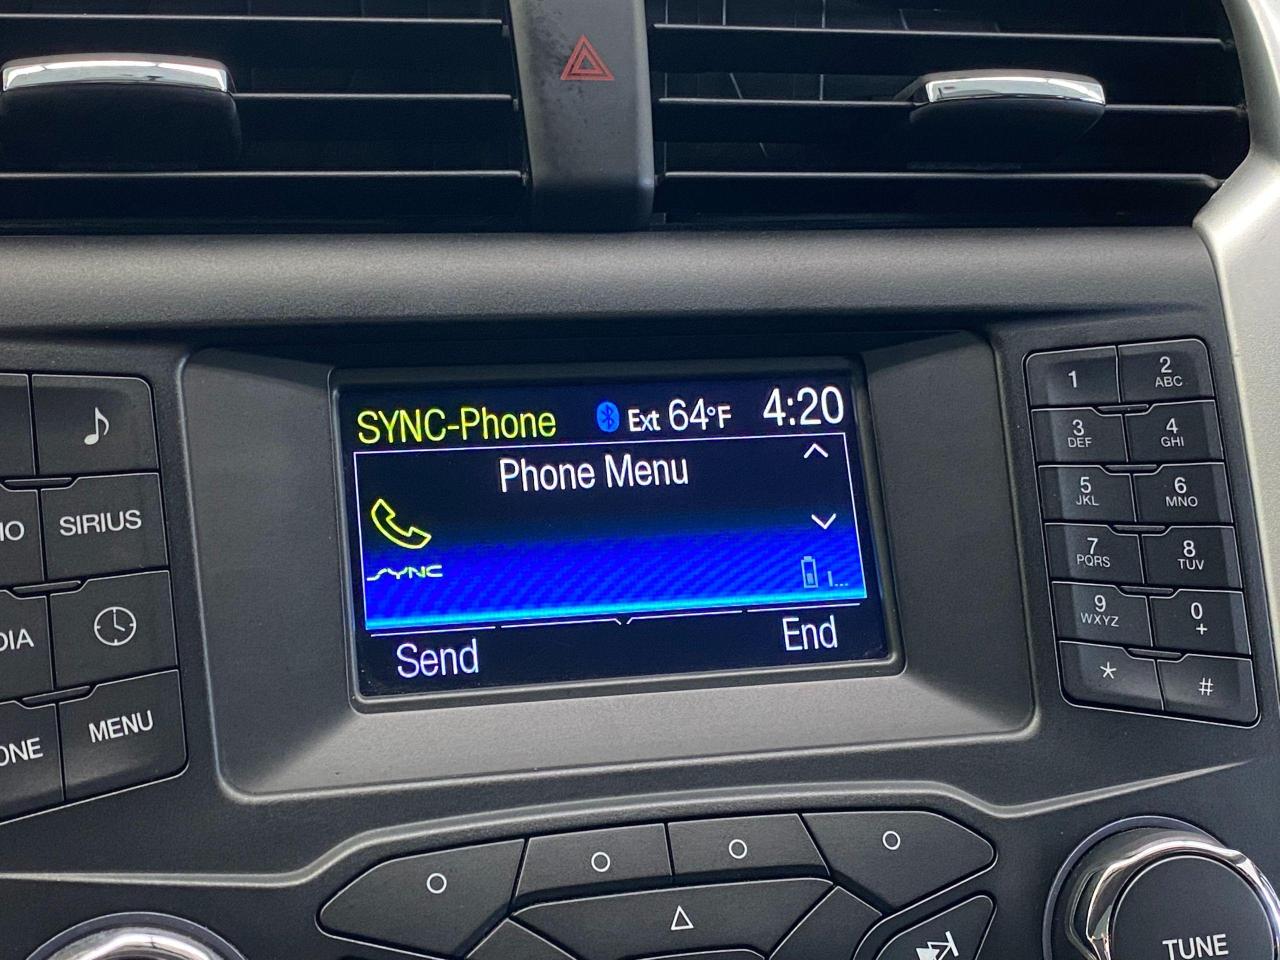 SYNC-Phone Ext 64°F 4:20
Phone Menu
SYNC
Send End
SIRIUS
MENU
1
2
ABC
3
DEF
4
GHI
5
JKL
6
MNO
7
PQRS
8
TUV
9
WXYZ
0
+
*
#
TUNE